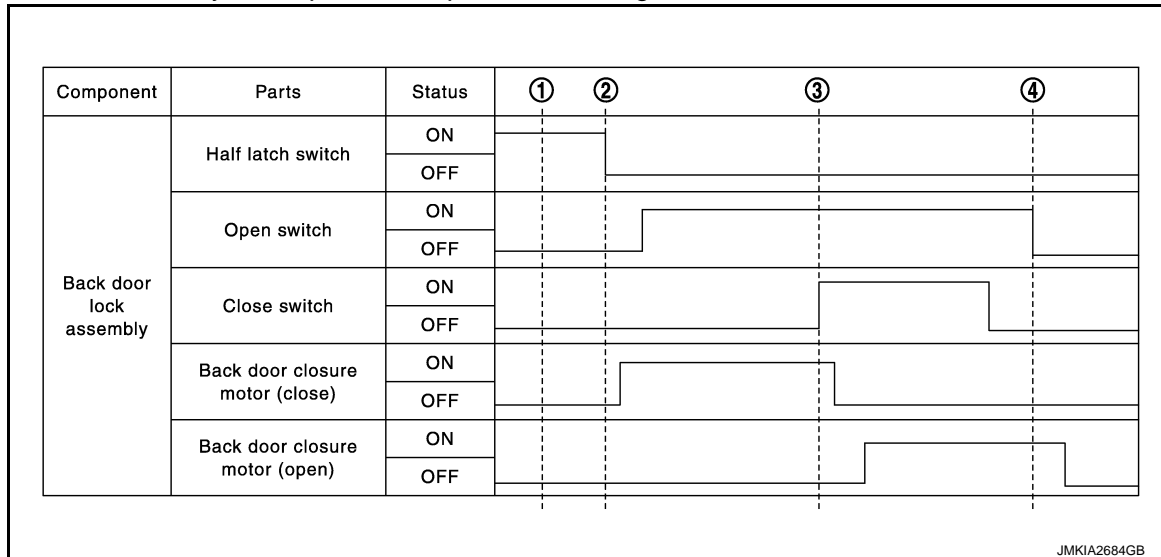 Component Parts Status ① ② ③ ④
Half latch switch ON
OFF
Open switch ON
OFF
Back door
lock
assembly
Close switch ON
OFF
Back door closure
motor (close)
ON
OFF
Back door closure
motor (open)
ON
OFF
JMKIA2684GB